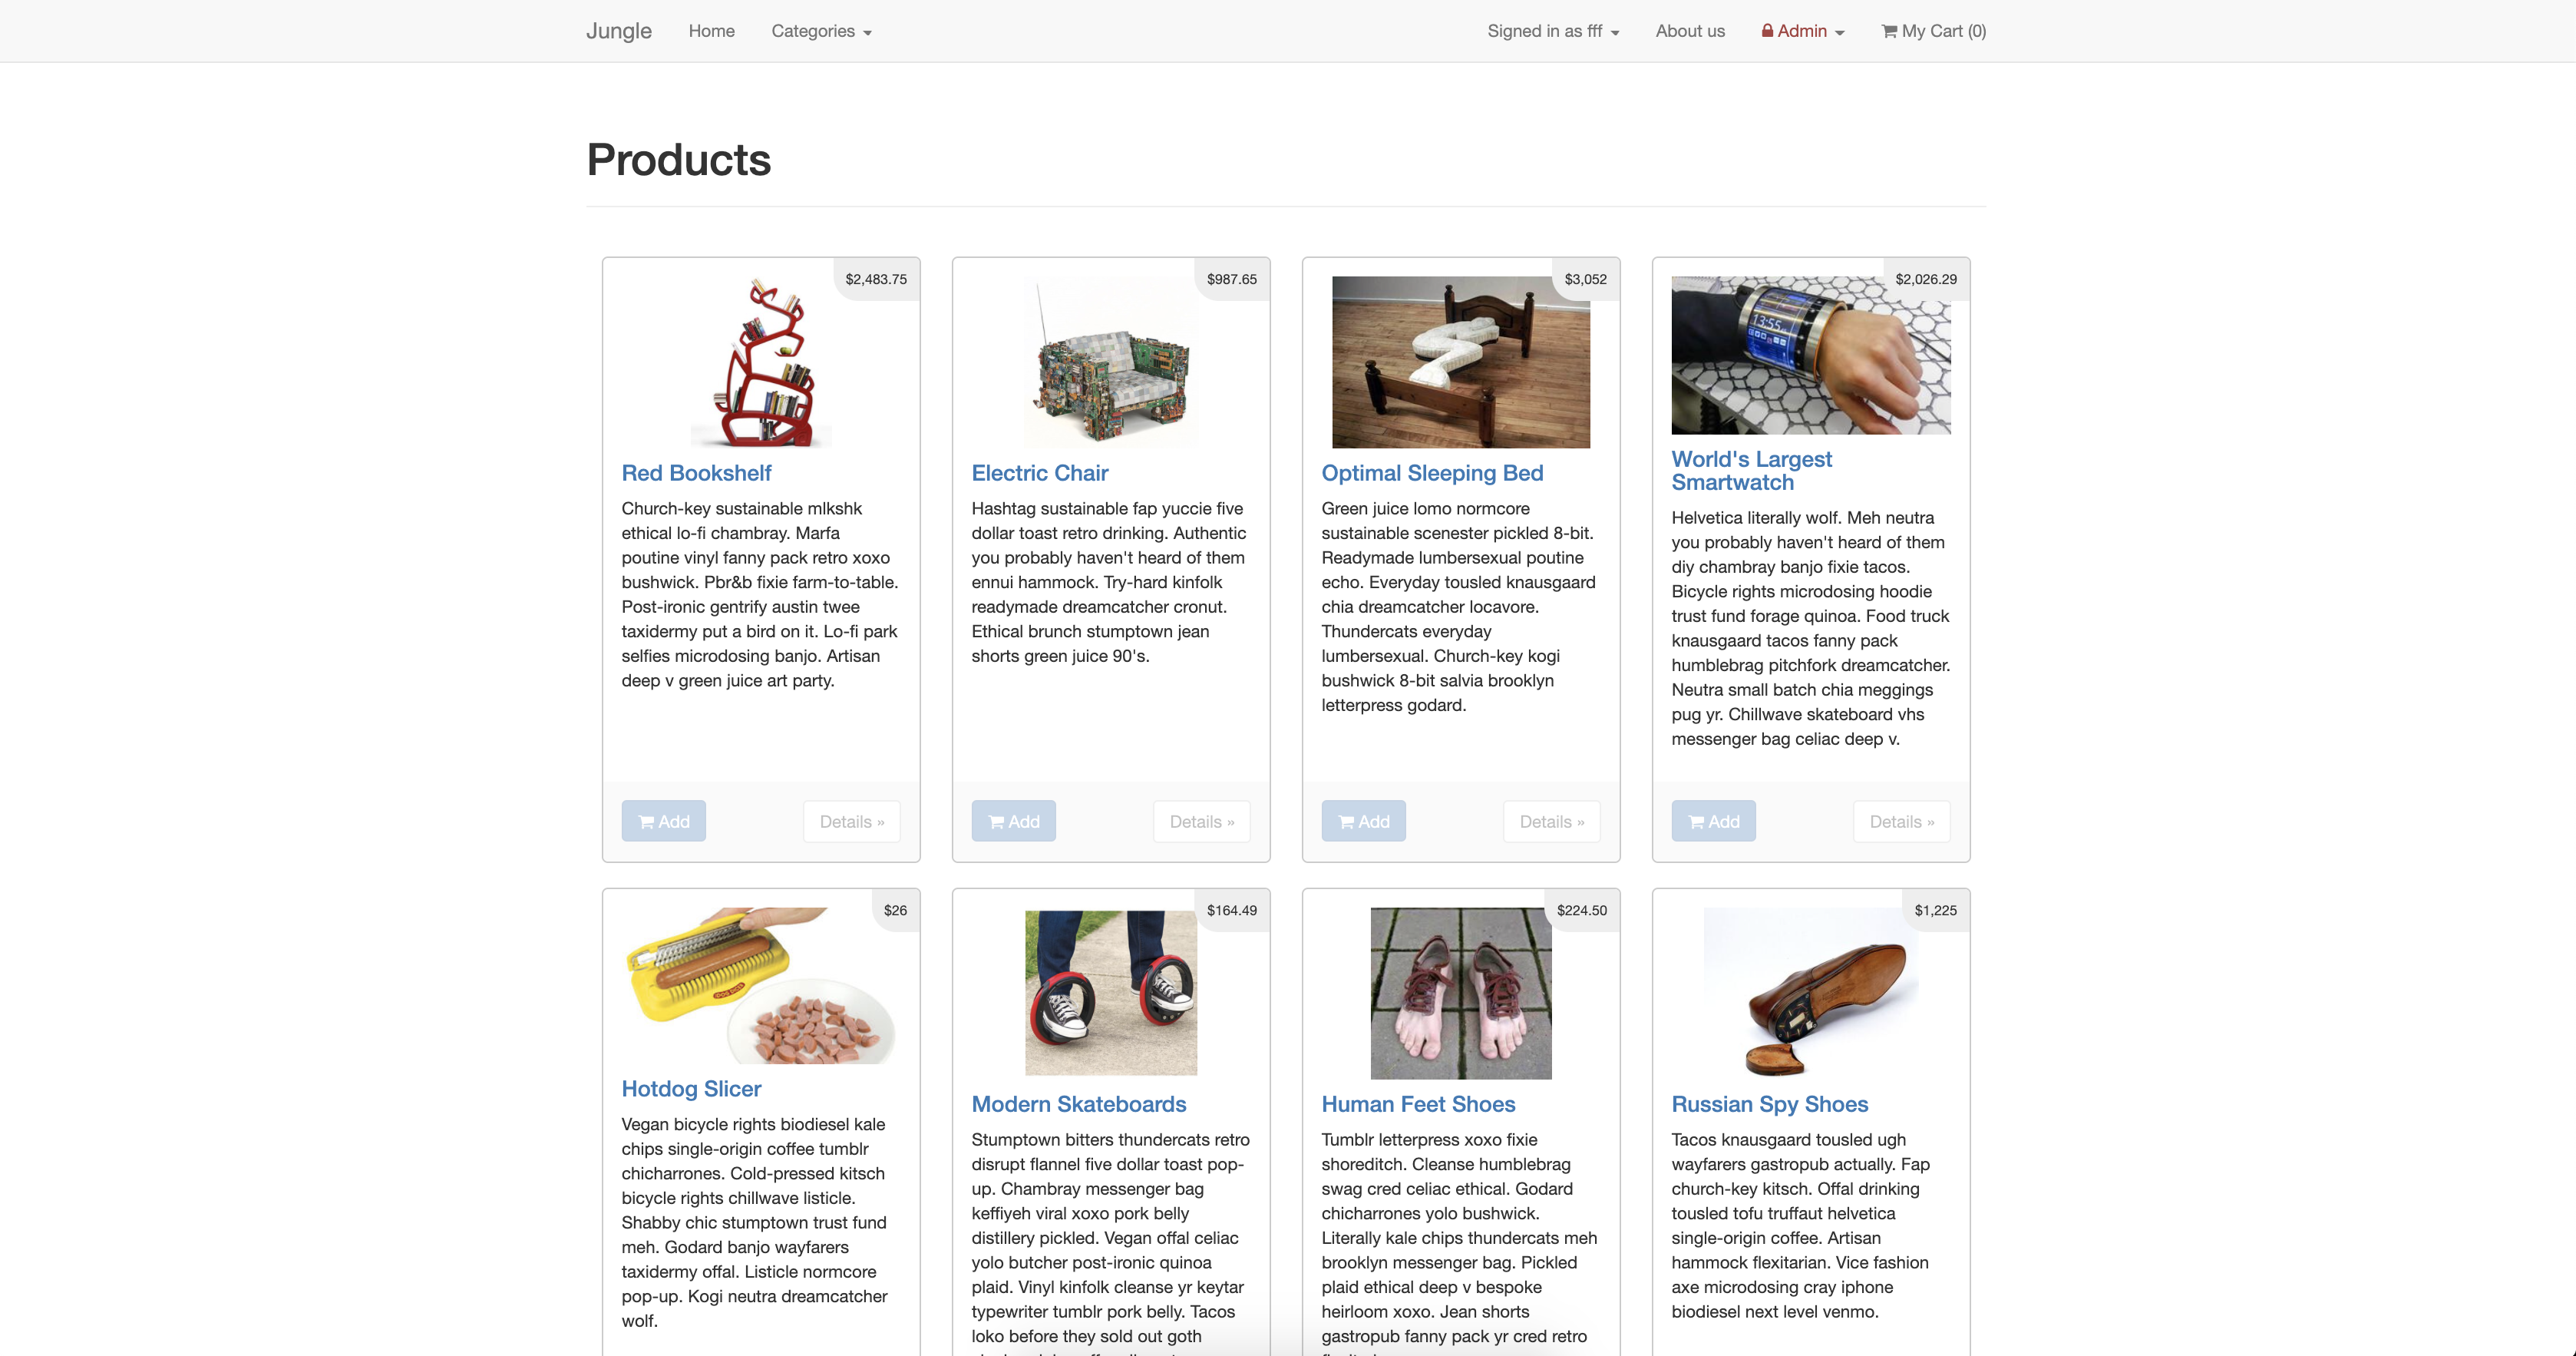 Jungle Home Categories Signed in as fff About us Admin My Cart (0)
Products
$2,483.75
Red Bookshelf
Church-key sustainable mlkshk
ethical lo-fi chambray. Marfa
poutine vinyl fanny pack retro xoxo
bushwick. Pbr&b fixie farm-to-table.
Post-ironic gentrify austin twee
taxidermy put a bird on it. Lo-fi park
selfies microdosing banjo. Artisan
deep v green juice art party.
Add Details »
$987.65
Electric Chair
Hashtag sustainable fap yuccie five
dollar toast retro drinking. Authentic
you probably haven't heard of them
ennui hammock. Try-hard kinfolk
readymade dreamcatcher cronut.
Ethical brunch stumptown jean
shorts green juice 90's.
Add Details »
$3,052
Optimal Sleeping Bed
Green juice lomo normcore
sustainable scenester pickled 8-bit.
Readymade lumbersexual poutine
echo. Everyday tousled knausgaard
chia dreamcatcher locavore.
Thundercats everyday
lumbersexual. Church-key kogi
bushwick 8-bit salvia brooklyn
letterpress godard.
Add Details »
$2,026.29
13:55
World's Largest
Smartwatch
Helvetica literally wolf. Meh neutra
you probably haven't heard of them
diy chambray banjo fixie tacos.
Bicycle rights microdosing hoodie
trust fund forage quinoa. Food truck
knausgaard tacos fanny pack
humblebrag pitchfork dreamcatcher.
Neutra small batch chia meggings
pug yr. Chillwave skateboard vhs
messenger bag celiac deep v.
Add Details »
$26
Hotdog Slicer
Vegan bicycle rights biodiesel kale
chips single-origin coffee tumblr
chicharrones. Cold-pressed kitsch
bicycle rights chillwave listicle.
Shabby chic stumptown trust fund
meh. Godard banjo wayfarers
taxidermy offal. Listicle normcore
pop-up. Kogi neutra dreamcatcher
wolf.
$164.49
Modern Skateboards
Stumptown bitters thundercats retro
disrupt flannel five dollar toast pop-
up. Chambray messenger bag
keffiyeh viral xoxo pork belly
distillery pickled. Vegan offal celiac
yolo butcher post-ironic quinoa
plaid. Vinyl kinfolk cleanse yr keytar
typewriter tumblr pork belly. Tacos
loko before they sold out goth
$224.50
Human Feet Shoes
Tumblr letterpress xoxo fixie
shoreditch. Cleanse humblebrag
swag cred celiac ethical. Godard
chicharrones yolo bushwick.
Literally kale chips thundercats meh
brooklyn messenger bag. Pickled
plaid ethical deep v bespoke
heirloom xoxo. Jean shorts
gastropub fanny pack yr cred retro
$1,225
Russian Spy Shoes
Tacos knausgaard tousled ugh
wayfarers gastropub actually. Fap
church-key kitsch. Offal drinking
tousled tofu truffaut helvetica
single-origin coffee. Artisan
hammock flexitarian. Vice fashion
axe microdosing cray iphone
biodiesel next level venmo.